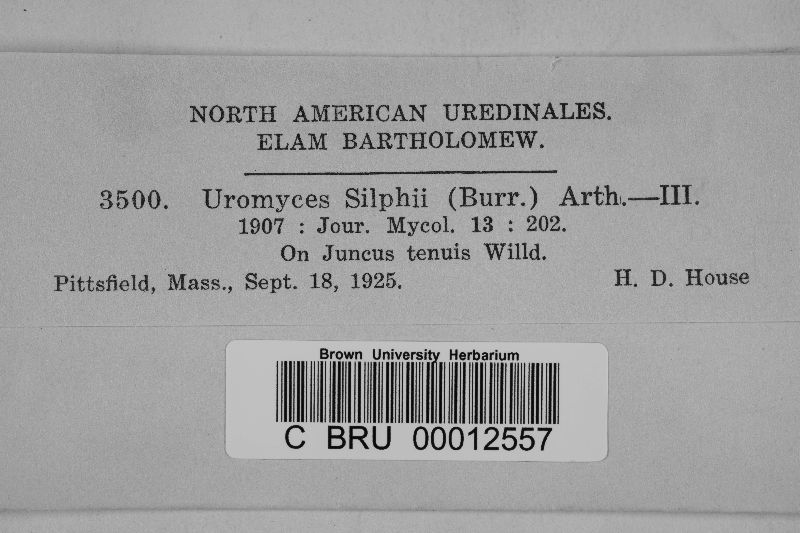 NORTH AMERICAN UREDINALES.
ELAM BARTHOLOMEW.
3500. Uromyces Silphii (Burr.) Arth.—III.
1907 : Jour. Mycol. 13 : 202.
On Juncus tenuis Willd.
Pittsfield, Mass., Sept. 18, 1925. H. D. House
Brown University Herbarium
C BRU 00012557